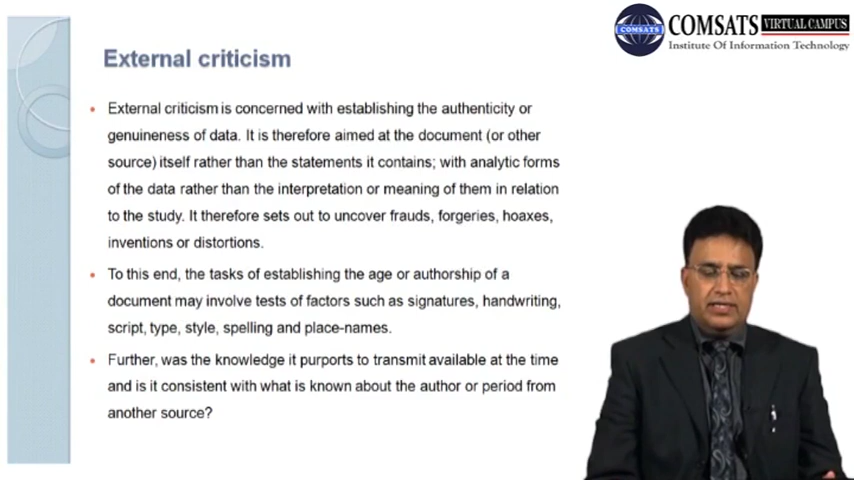 COMSATS VIRTUAL CAMPUS
COMSATS
Institute Of Information Technology
External criticism
External criticism is concerned with establishing the authenticity or
genuineness of data. It is therefore aimed at the document (or other
source) itself rather than the statements it contains; with analytic forms
of the data rather than the interpretation or meaning of them in relation
to the study. It therefore sets out to uncover frauds, forgeries, hoaxes,
inventions or distortions.
To this end, the tasks of establishing the age or authorship of a
document may involve tests of factors such as signatures, handwriting,
script, type, style, spelling and place-names.
Further, was the knowledge it purports to transmit available at the time
and is it consistent with what is known about the author or period from
another source?